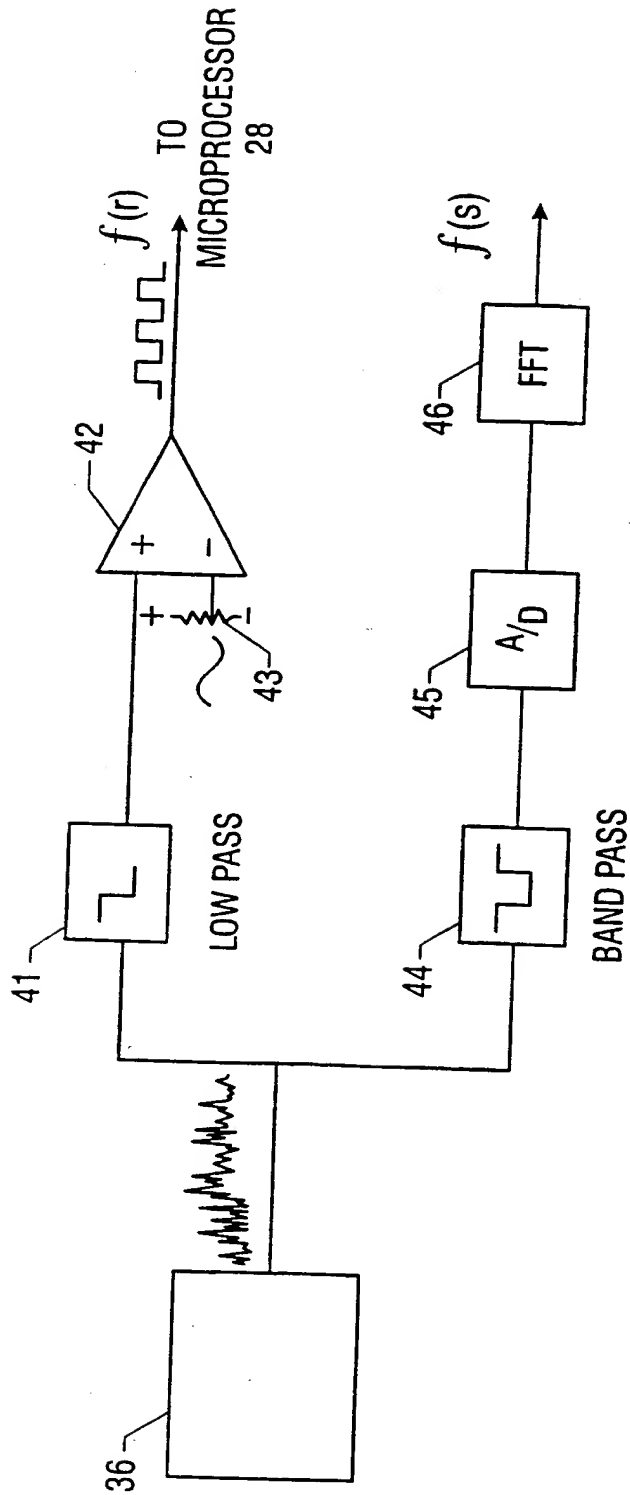 36
41
LOW PASS
42
+
−
+
−
43
f(r)
TO
MICROPROCESSOR
28
44
BAND PASS
45
A/D
46
FFT
f(s)